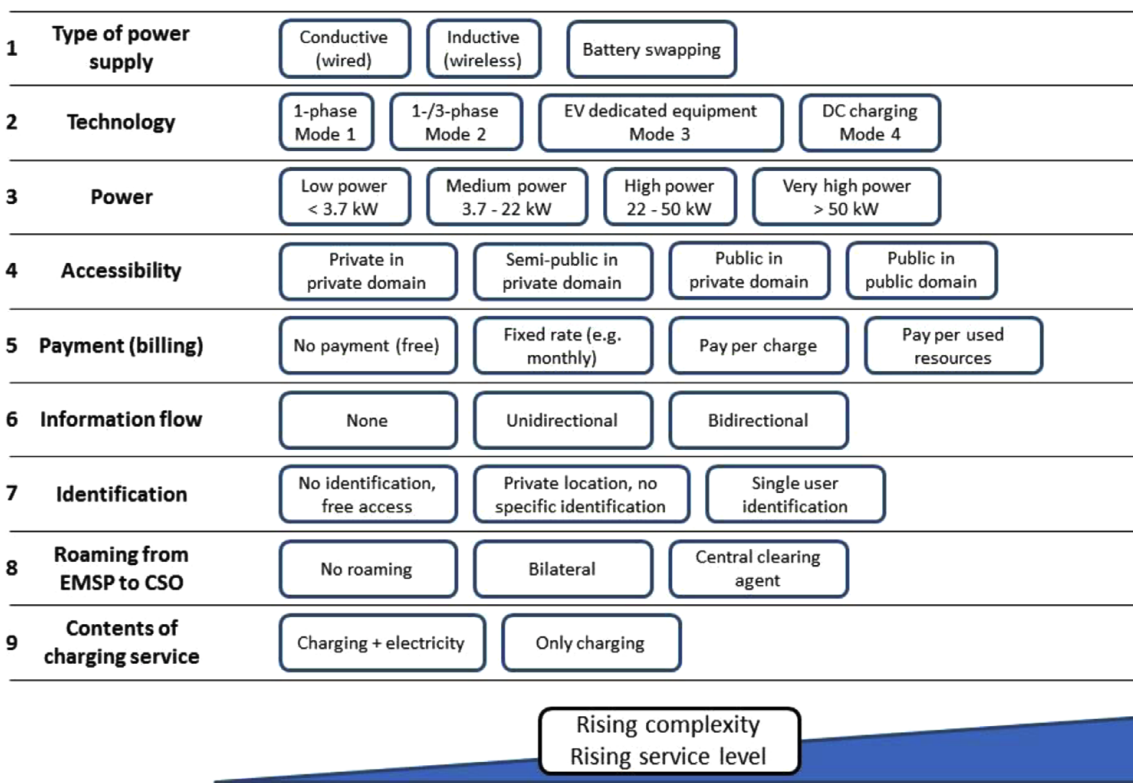 1
Type of power
supply
Conductive
(wired)
Inductive
(wireless)
Battery swapping
2
Technology
1-phase
Mode 1
1-/3-phase
Mode 2
EV dedicated equipment
Mode 3
DC charging
Mode 4
3
Power
Low power
< 3.7 kW
Medium power
3.7 - 22 kW
High power
22 - 50 kW
Very high power
> 50 kW
4
Accessibility
Private in
private domain
Semi-public in
private domain
Public in
private domain
Public in
public domain
5
Payment (billing)
No payment (free)
Fixed rate (e.g.
monthly)
Pay per charge
Pay per used
resources
6
Information flow
None
Unidirectional
Bidirectional
7
Identification
No identification,
free access
Private location, no
specific identification
Single user
identification
8
Roaming from
EMSP to CSO
No roaming
Bilateral
Central clearing
agent
9
Contents of
charging service
Charging + electricity
Only charging
Rising complexity
Rising service level